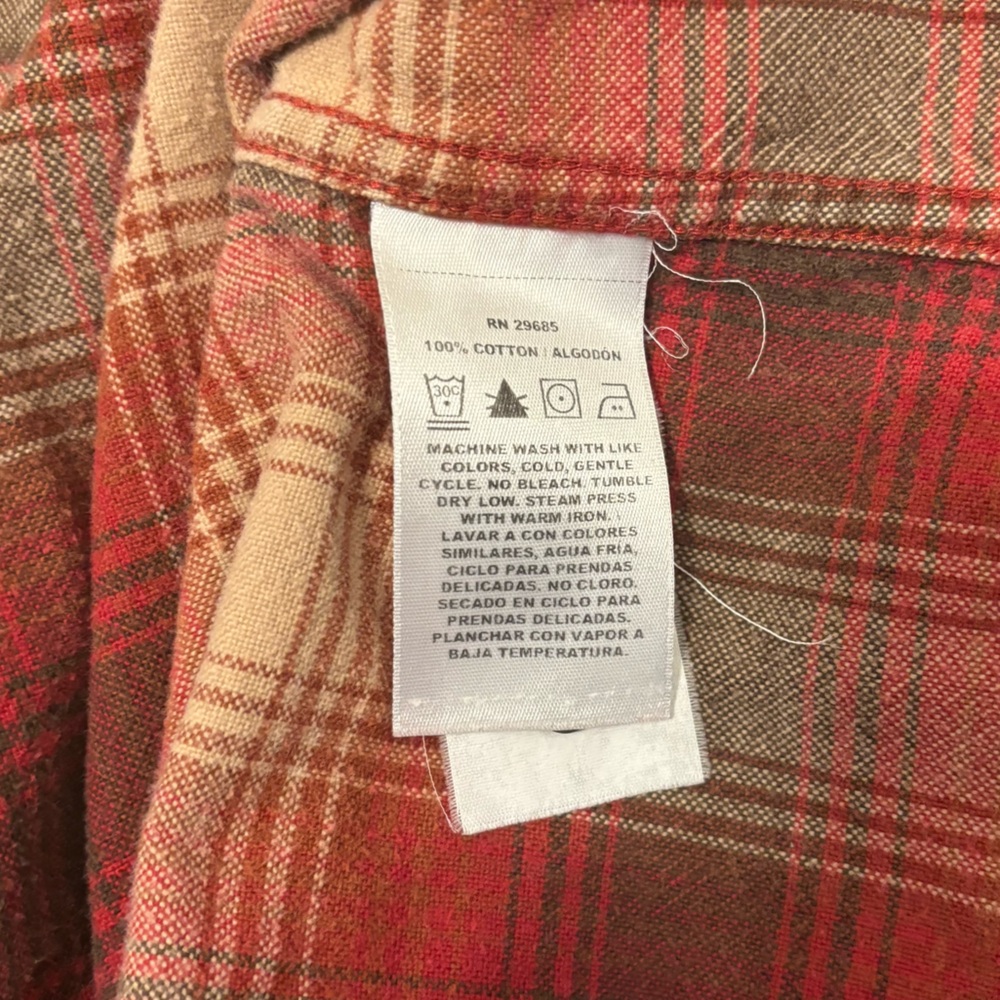 RN 29685
100% COTTON | ALGODÓN
30C
MACHINE WASH WITH LIKE
COLORS, COLD, GENTLE
CYCLE. NO BLEACH. TUMBLE
DRY LOW. STEAM PRESS
WITH WARM IRON.
LAVAR A CON COLORES
SIMILARES, AGUA FRIA,
CICLO PARA PRENDAS
DELICADAS. NO CLORO.
SECADO EN CICLO PARA
PRENDAS DELICADAS.
PLANCHAR CON VAPOR A
BAJA TEMPERATURA.